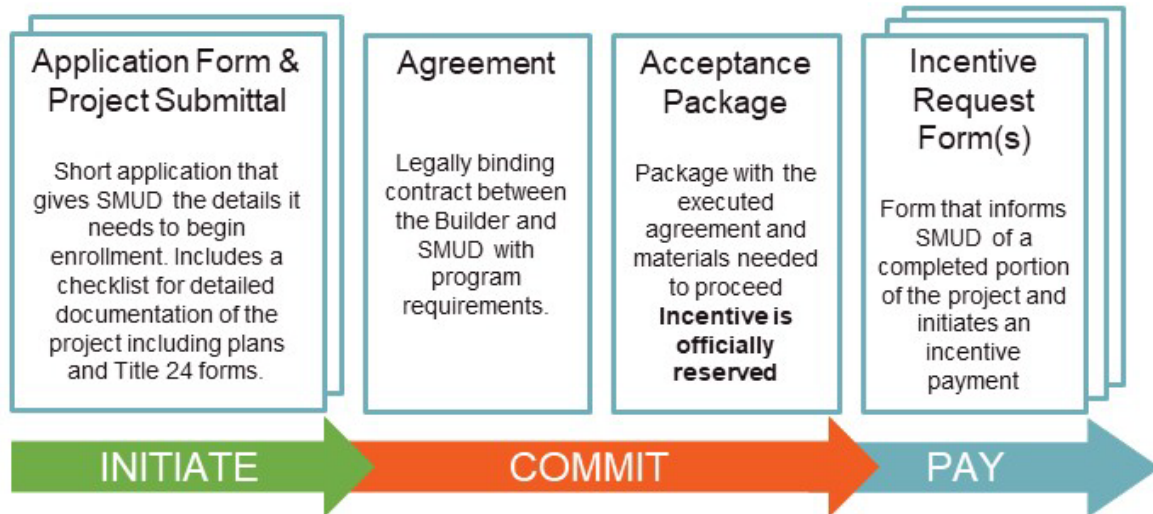 Application Form &
Project Submittal
Short application that
gives SMUD the details it
needs to begin
enrollment. Includes a
checklist for detailed
documentation of the
project including plans
and Title 24 forms.
Agreement
Legally binding
contract between
the Builder and
SMUD with
program
requirements.
Acceptance
Package
Package with the
executed
agreement and
materials needed
to proceed
Incentive is
officially
reserved
Incentive
Request
Form(s)
Form that informs
SMUD of a
completed portion
of the project and
initiates an
incentive
payment
INITIATE
COMMIT
PAY